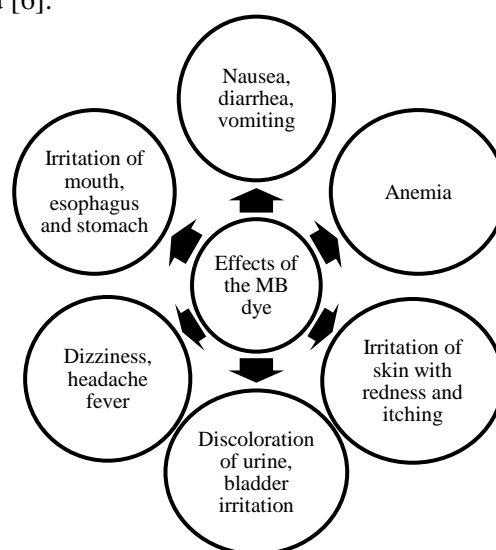 [6].
Nausea,
diarrhea,
vomiting
Irritation of
mouth,
esophagus
and stomach
Anemia
Effects of
the MB
dye
Dizziness,
headache
fever
Irritation of
skin with
redness and
itching
Discoloration
of urine,
bladder
irritation